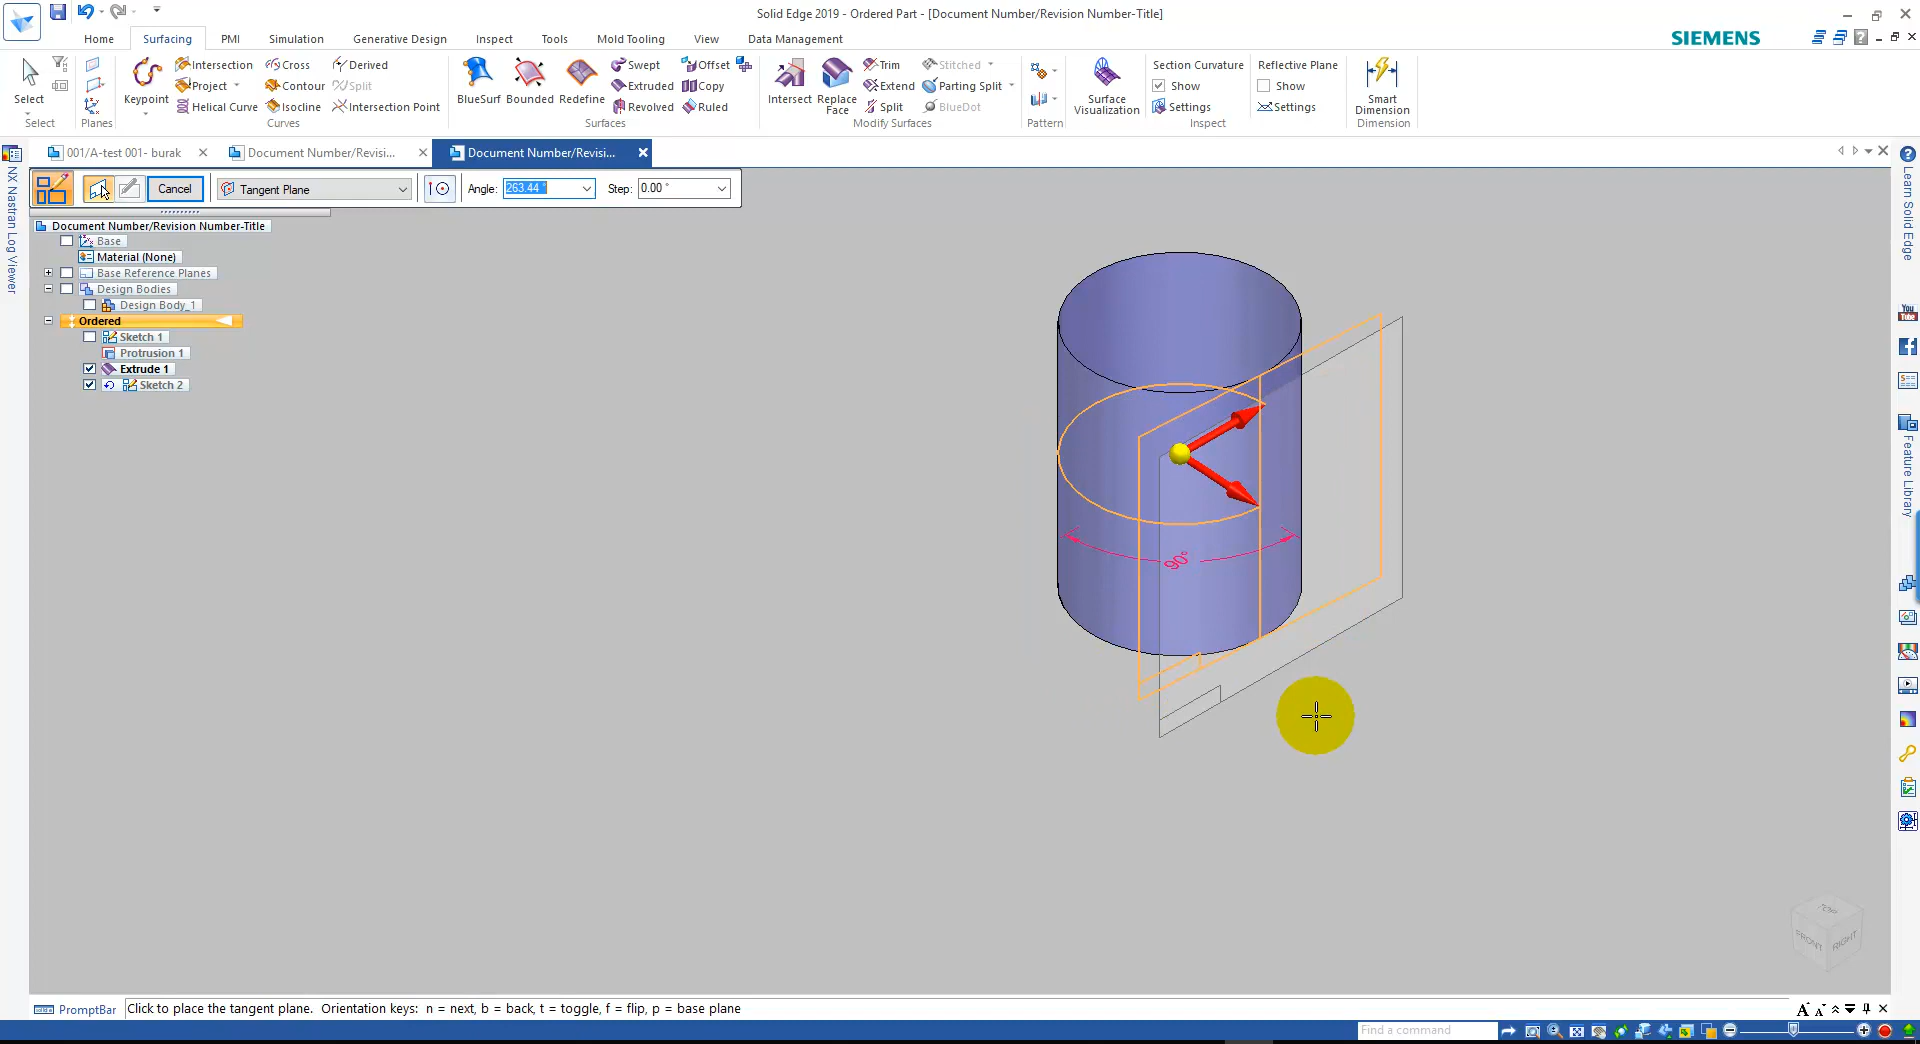 Solid Edge 2019 - Ordered Part - [Document Number/Revision Number-Title]
Home Surfacing PMI Simulation Generative Design Inspect Tools Mold Tooling View Data Management
SIEMENS
Select
Select
Planes
Keypoint
Intersection
Project
Helical Curve
Cross
Contour
Isocline
Derived
Split
Intersection Point
Curves
BlueSurf
Bounded
Redefine
Swept
Extruded
Revolved
Offset
Copy
Ruled
Surfaces
Intersect
Replace Face
Trim
Extend
Split
Stitched
Parting Split
BlueDot
Modify Surfaces
Pattern
Surface Visualization
Section Curvature
Show
Settings
Inspect
Reflective Plane
Show
Settings
Smart Dimension
Dimension
001/A-test 001- burak
Document Number/Revisi...
Document Number/Revisi...
Cancel
Tangent Plane
Angle: 263.44 °
Step: 0.00 °
NX Nastran Log Viewer
Document Number/Revision Number-Title
Base
Material (None)
Base Reference Planes
Design Bodies
Design Body_1
Ordered
Sketch 1
Protrusion 1
Extrude 1
Sketch 2
90°
Learn Solid Edge
You Tube
Feature Library
TOP
FRONT
RIGHT
PromptBar
Click to place the tangent plane. Orientation keys: n = next, b = back, t = toggle, f = flip, p = base plane
Find a command